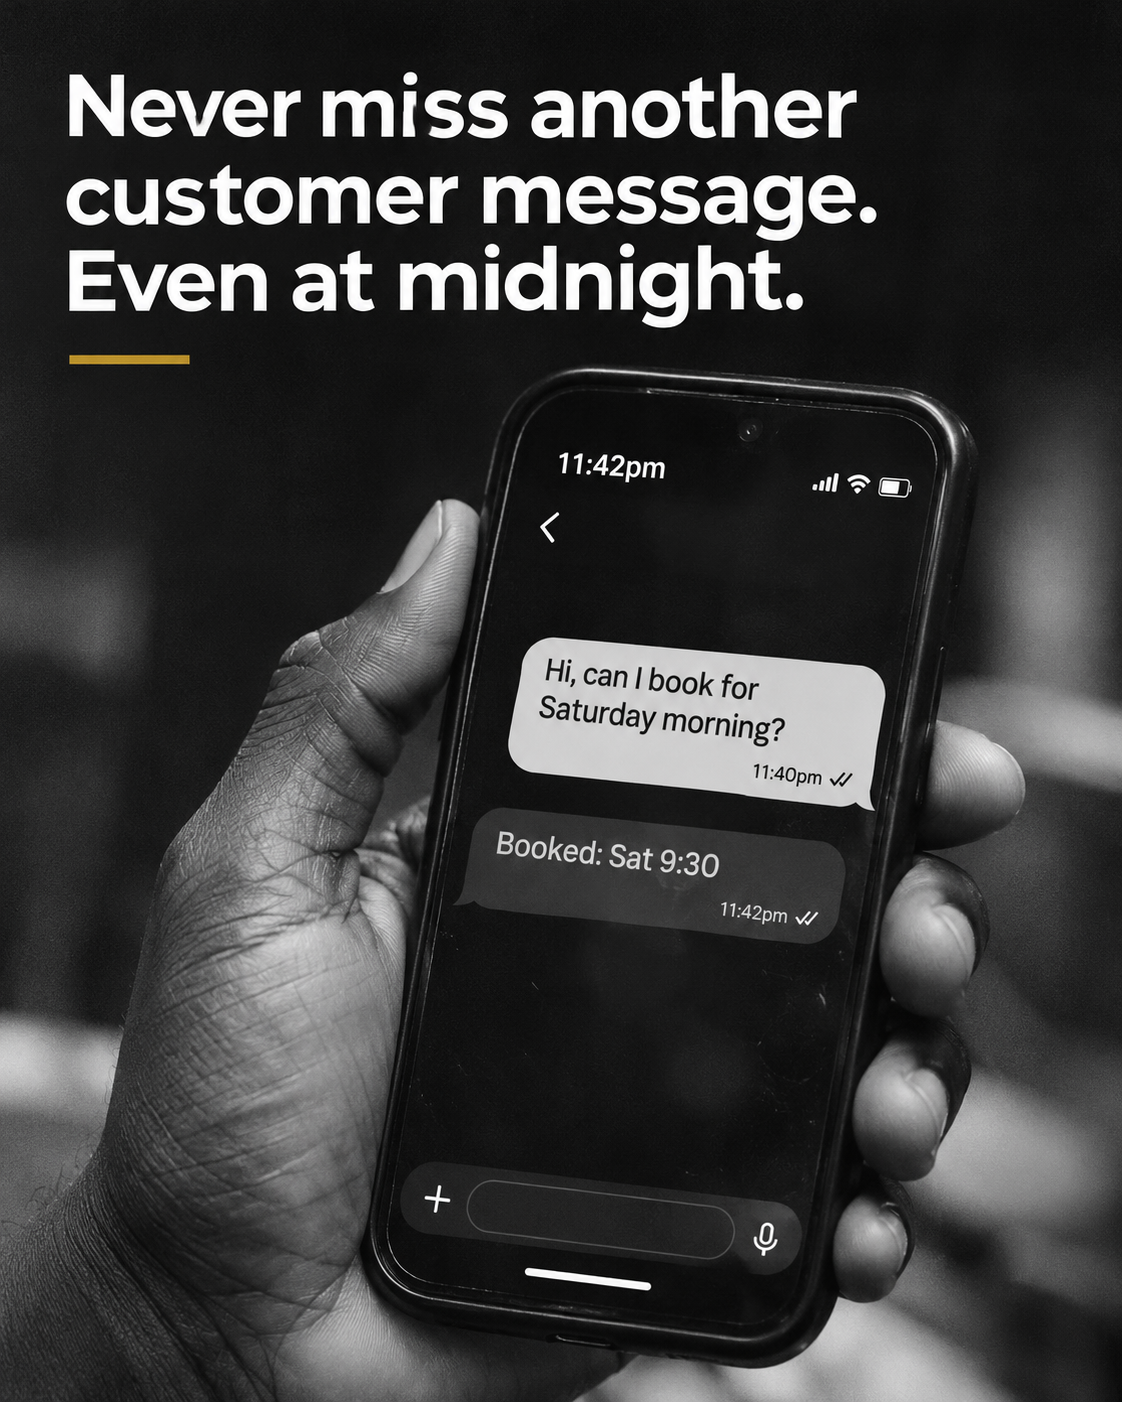 Never miss another
customer message.
Even at midnight.
11:42pm
Hi, can I book for
Saturday morning?
11:40pm
Booked: Sat 9:30
11:42pm